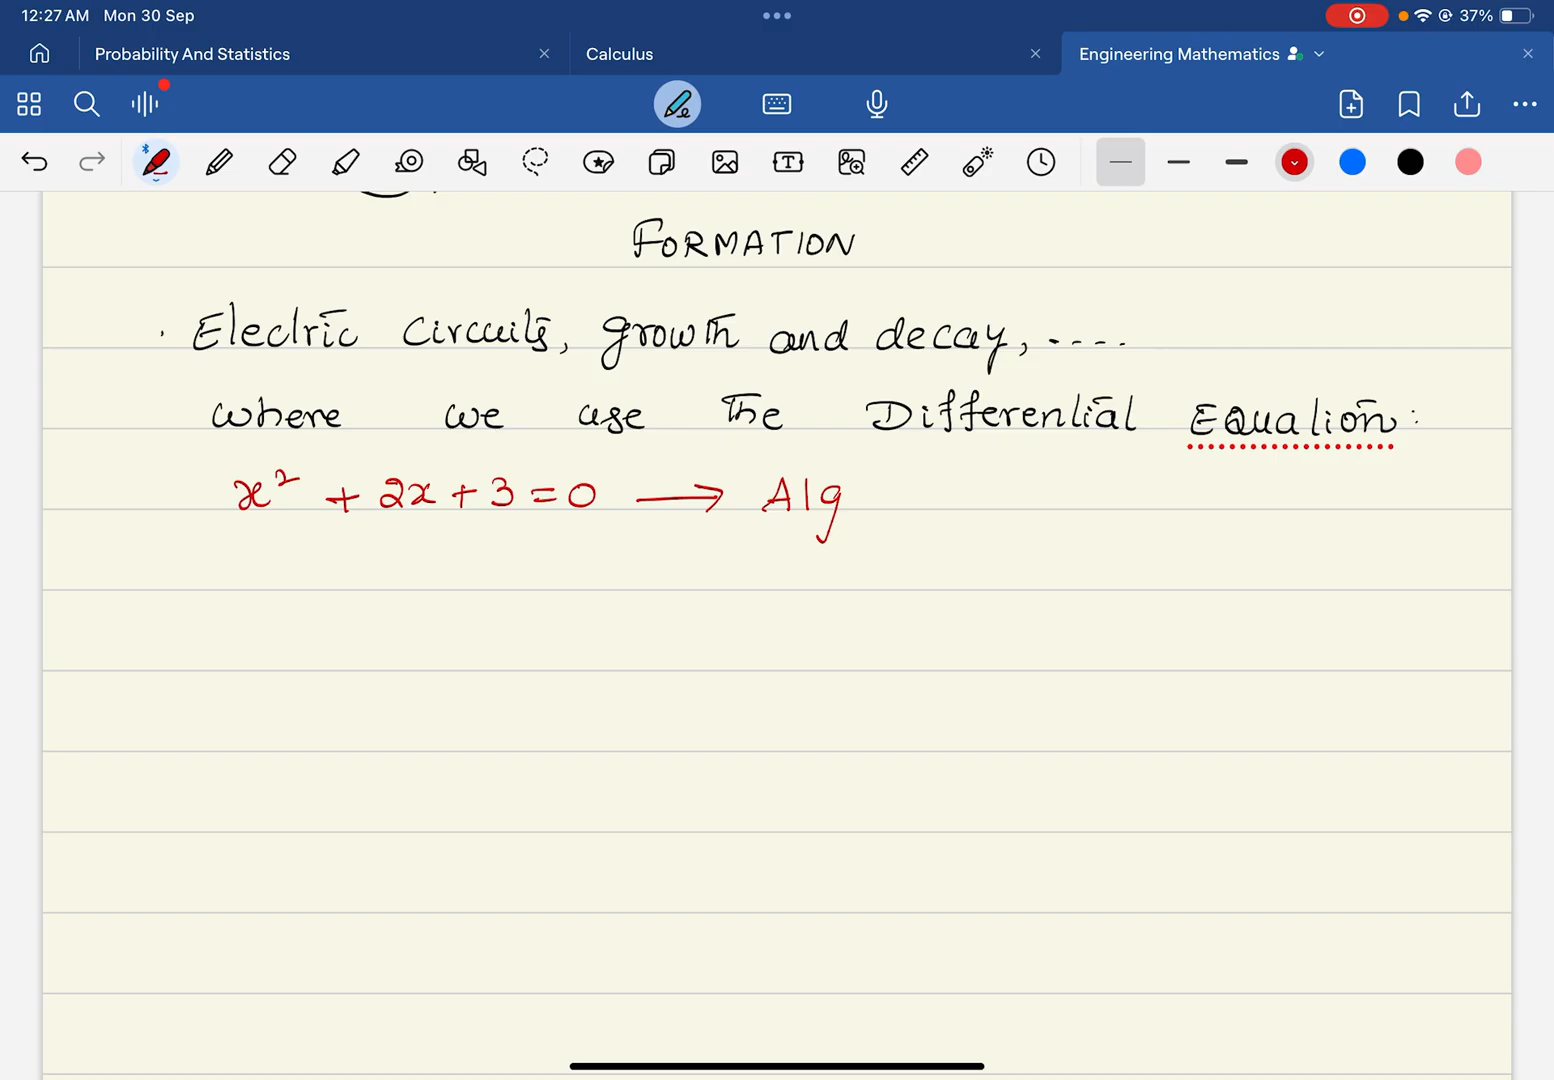 12:27 AM Mon 30 Sep 37%
Probability And Statistics Calculus Engineering Mathematics
FORMATION
. Electric Circuits, growth and decay, ....
where we use the Differential Equation:
x² + 2x + 3 = 0 → Alg